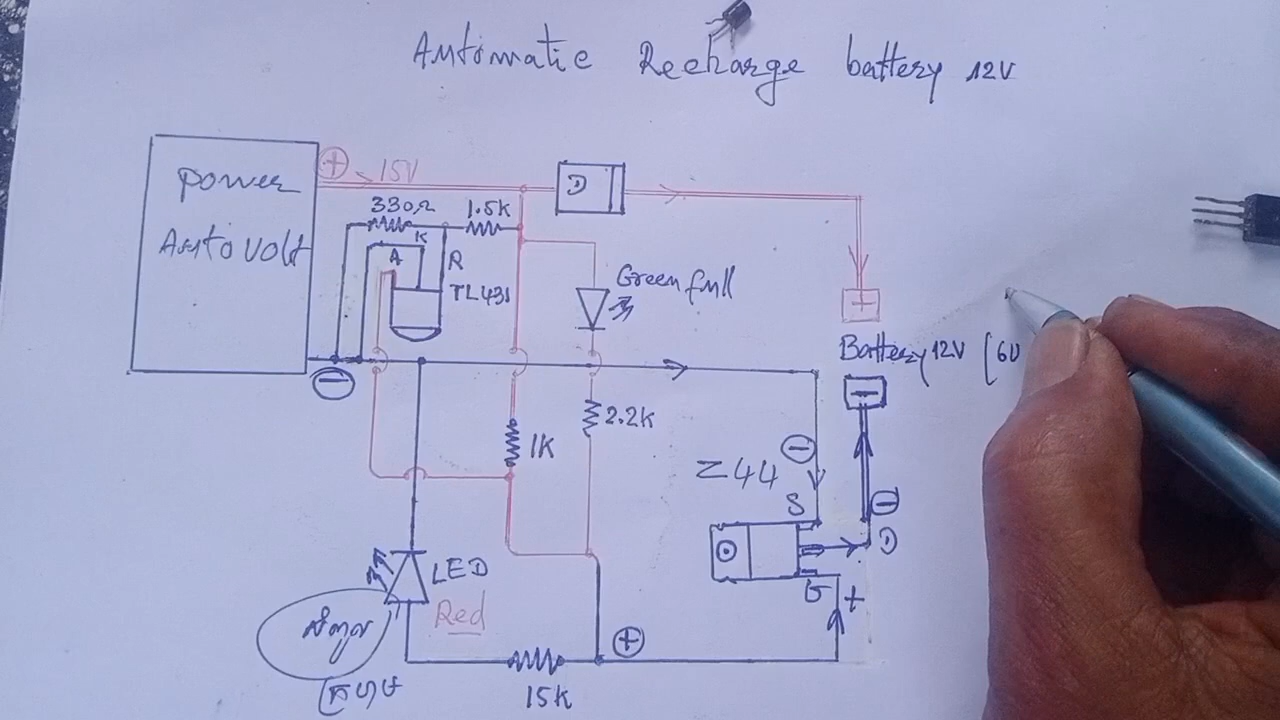 Automatic Recharge battery 12V
power
Auto volt
+ 15V
330Ω 1.5K
D
A K R
TL431
Green full
+
Battery 12V (6V
−
−
2.2K
1K
Z44
−
S
−
D
G
+
LED
Red
+
15K